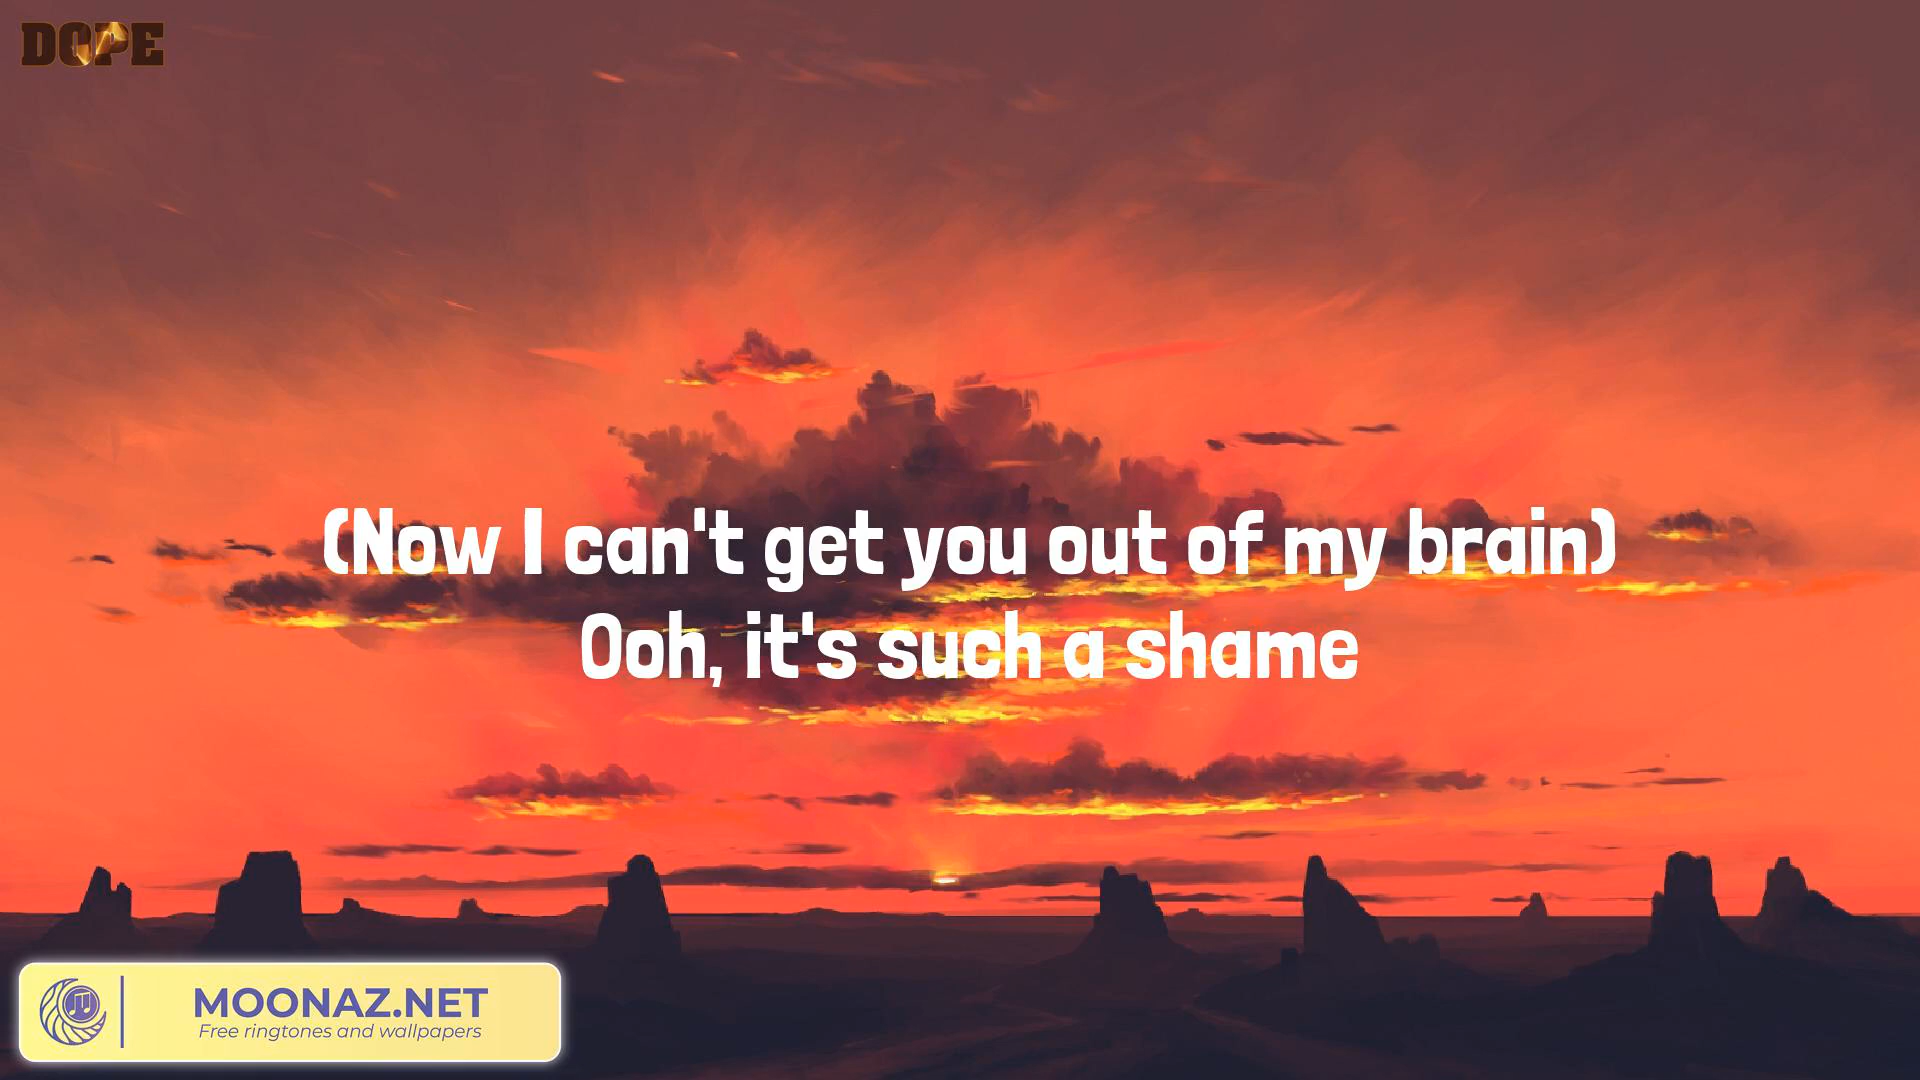 DOPE
(Now I can't get you out of my brain)
Ooh, it's such a shame
MOONAZ.NET
Free ringtones and wallpapers